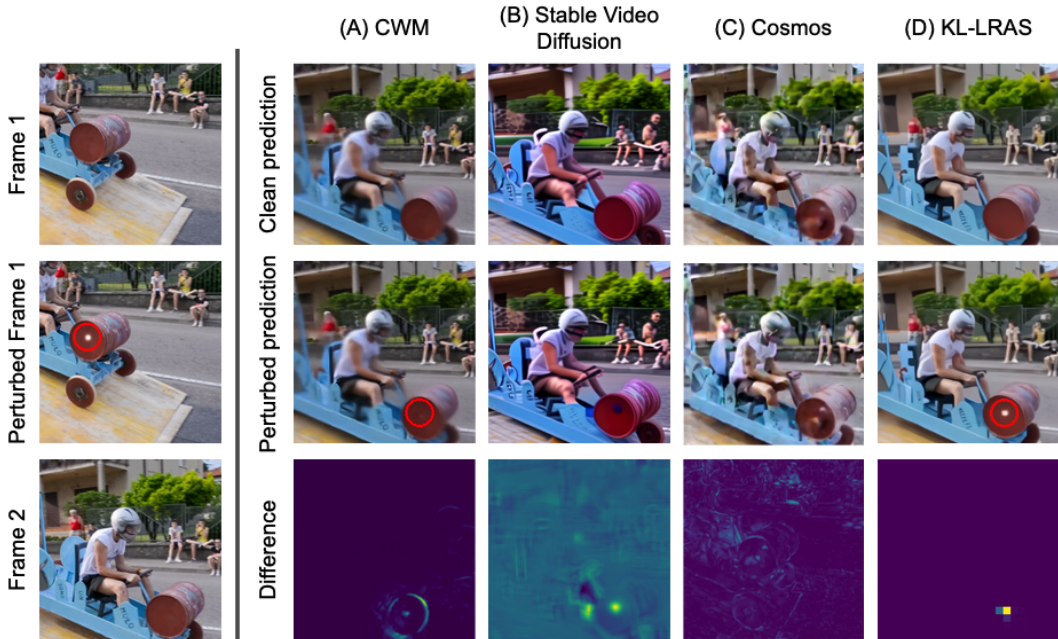 (A) CWM
(B) Stable Video
Diffusion
(C) Cosmos
(D) KL-LRAS
Frame 1
Perturbed Frame 1
Frame 2
Clean prediction
Perturbed prediction
Difference